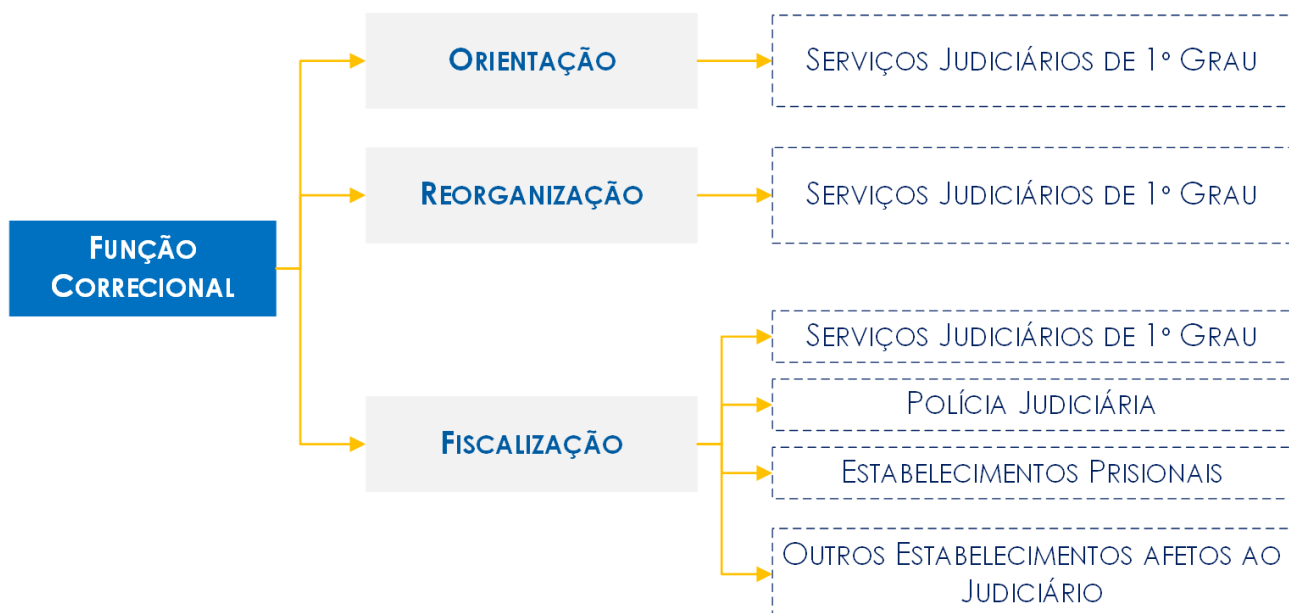 FUNÇÃO
CORRECIONAL
ORIENTAÇÃO
SERVIÇOS JUDICIÁRIOS DE 1º GRAU
REORGANIZAÇÃO
SERVIÇOS JUDICIÁRIOS DE 1º GRAU
FISCALIZAÇÃO
SERVIÇOS JUDICIÁRIOS DE 1º GRAU
POLÍCIA JUDICIÁRIA
ESTABELECIMENTOS PRISIONAIS
OUTROS ESTABELECIMENTOS AFETOS AO
JUDICIÁRIO